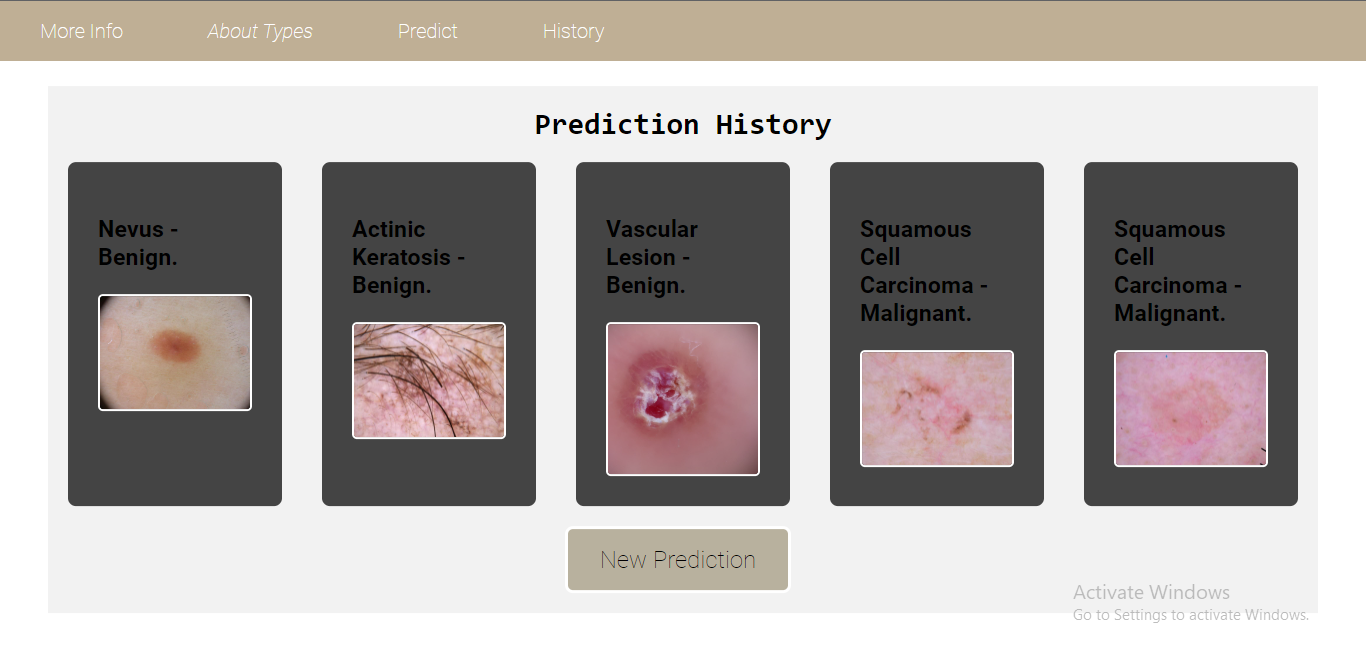 More Info About Types Predict History
Prediction History
Nevus -
Benign.
Actinic
Keratosis -
Benign.
Vascular
Lesion -
Benign.
Squamous
Cell
Carcinoma -
Malignant.
Squamous
Cell
Carcinoma -
Malignant.
New Prediction
Activate Windows
Go to Settings to activate Windows.